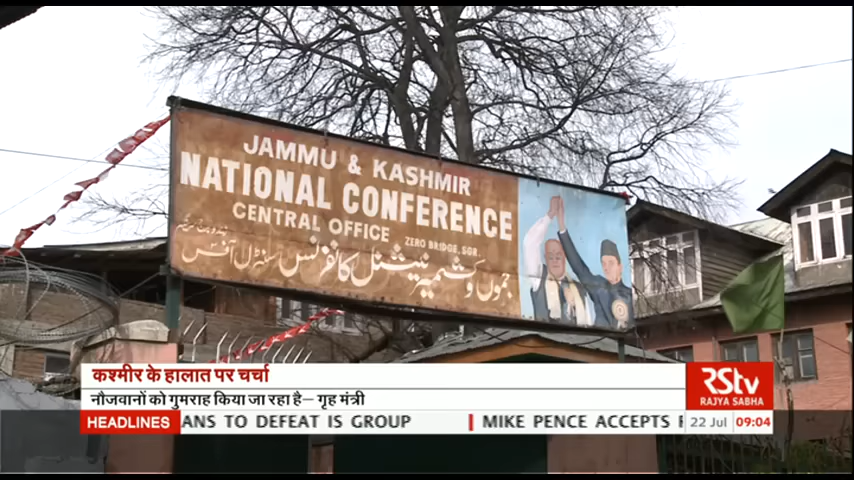 JAMMU & KASHMIR
NATIONAL CONFERENCE
CENTRAL OFFICE
ZERO BRIDGE, SGR.
جموں و کشمیر نیشنل کانفرنس سنٹرل آفس
कश्मीर के हालात पर चर्चा
नौजवानों को गुमराह किया जा रहा है– गृह मंत्री
RSTV
RAJYA SABHA
HEADLINES ANS TO DEFEAT IS GROUP MIKE PENCE ACCEPTS 22 Jul 09:04